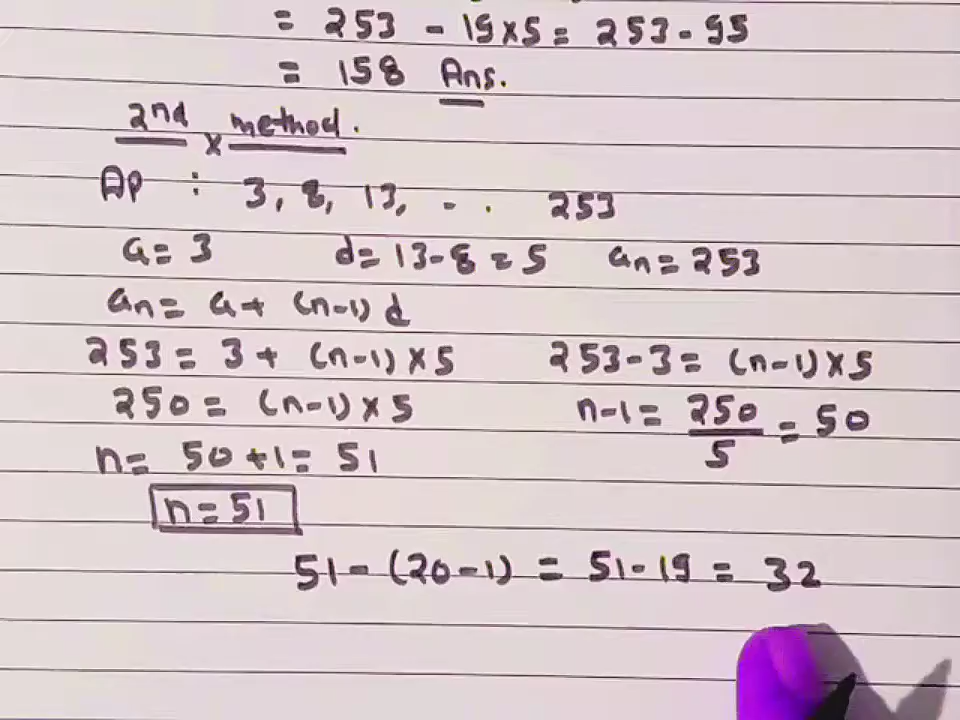 = 253 - 19×5 = 253 - 95
= 158 Ans.
2nd × method.
AP : 3, 8, 13, - . 253
a = 3 d = 13-8 = 5 an = 253
an = a + (n-1) d
253 = 3 + (n-1) × 5 253-3 = (n-1) × 5
250 = (n-1) × 5 n-1 = 250/5 = 50
n = 50 + 1 = 51
n = 51
51 - (20-1) = 51-19 = 32